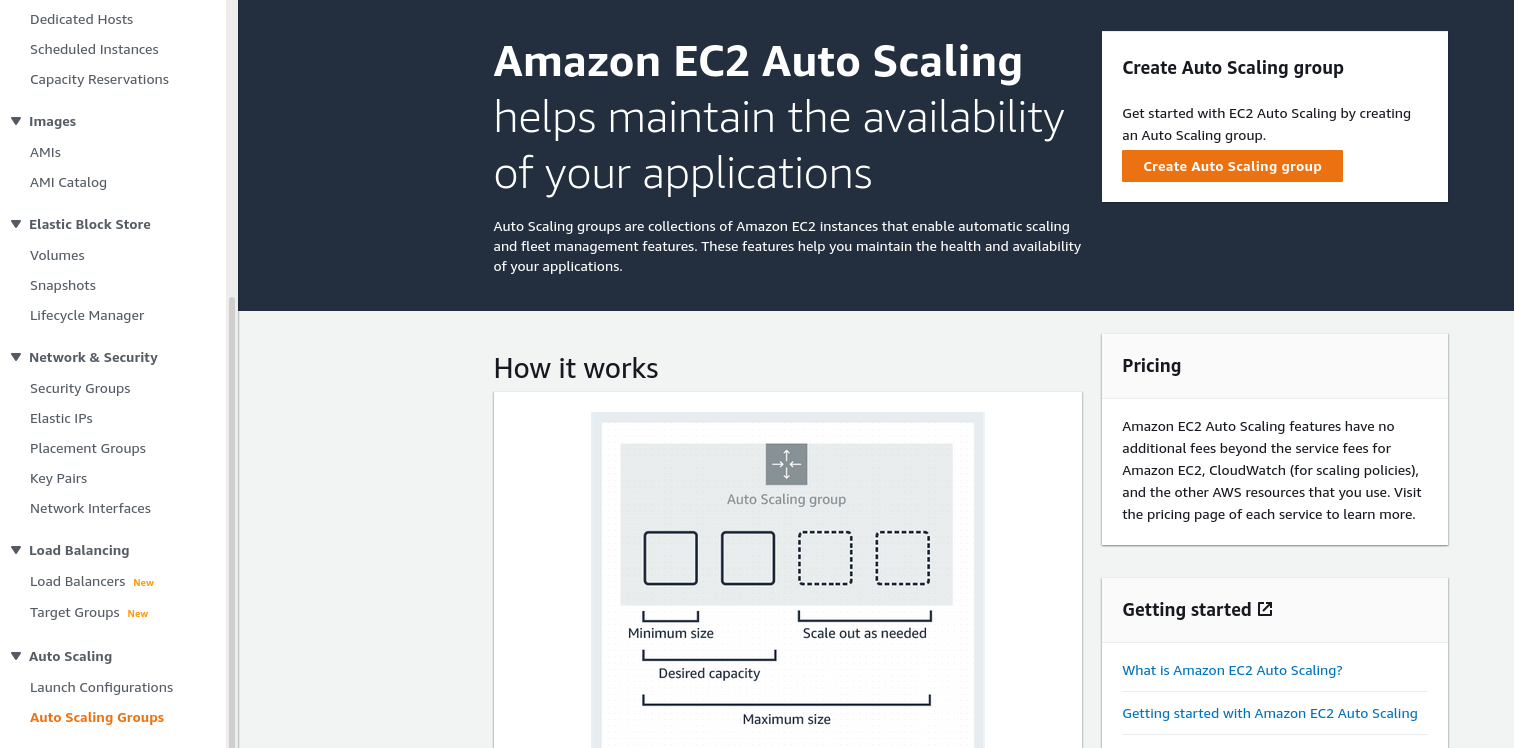 Dedicated Hosts
Scheduled Instances
Capacity Reservations
Images
AMIs
AMI Catalog
Elastic Block Store
Volumes
Snapshots
Lifecycle Manager
Network & Security
Security Groups
Elastic IPs
Placement Groups
Key Pairs
Network Interfaces
Load Balancing
Load Balancers New
Target Groups New
Auto Scaling
Launch Configurations
Auto Scaling Groups
Amazon EC2 Auto Scaling
helps maintain the availability
of your applications
Auto Scaling groups are collections of Amazon EC2 instances that enable automatic scaling
and fleet management features. These features help you maintain the health and availability
of your applications.
Create Auto Scaling group
Get started with EC2 Auto Scaling by creating
an Auto Scaling group.
Create Auto Scaling group
How it works
Auto Scaling group
Minimum size
Scale out as needed
Desired capacity
Maximum size
Pricing
Amazon EC2 Auto Scaling features have no
additional fees beyond the service fees for
Amazon EC2, CloudWatch (for scaling policies),
and the other AWS resources that you use. Visit
the pricing page of each service to learn more.
Getting started
What is Amazon EC2 Auto Scaling?
Getting started with Amazon EC2 Auto Scaling